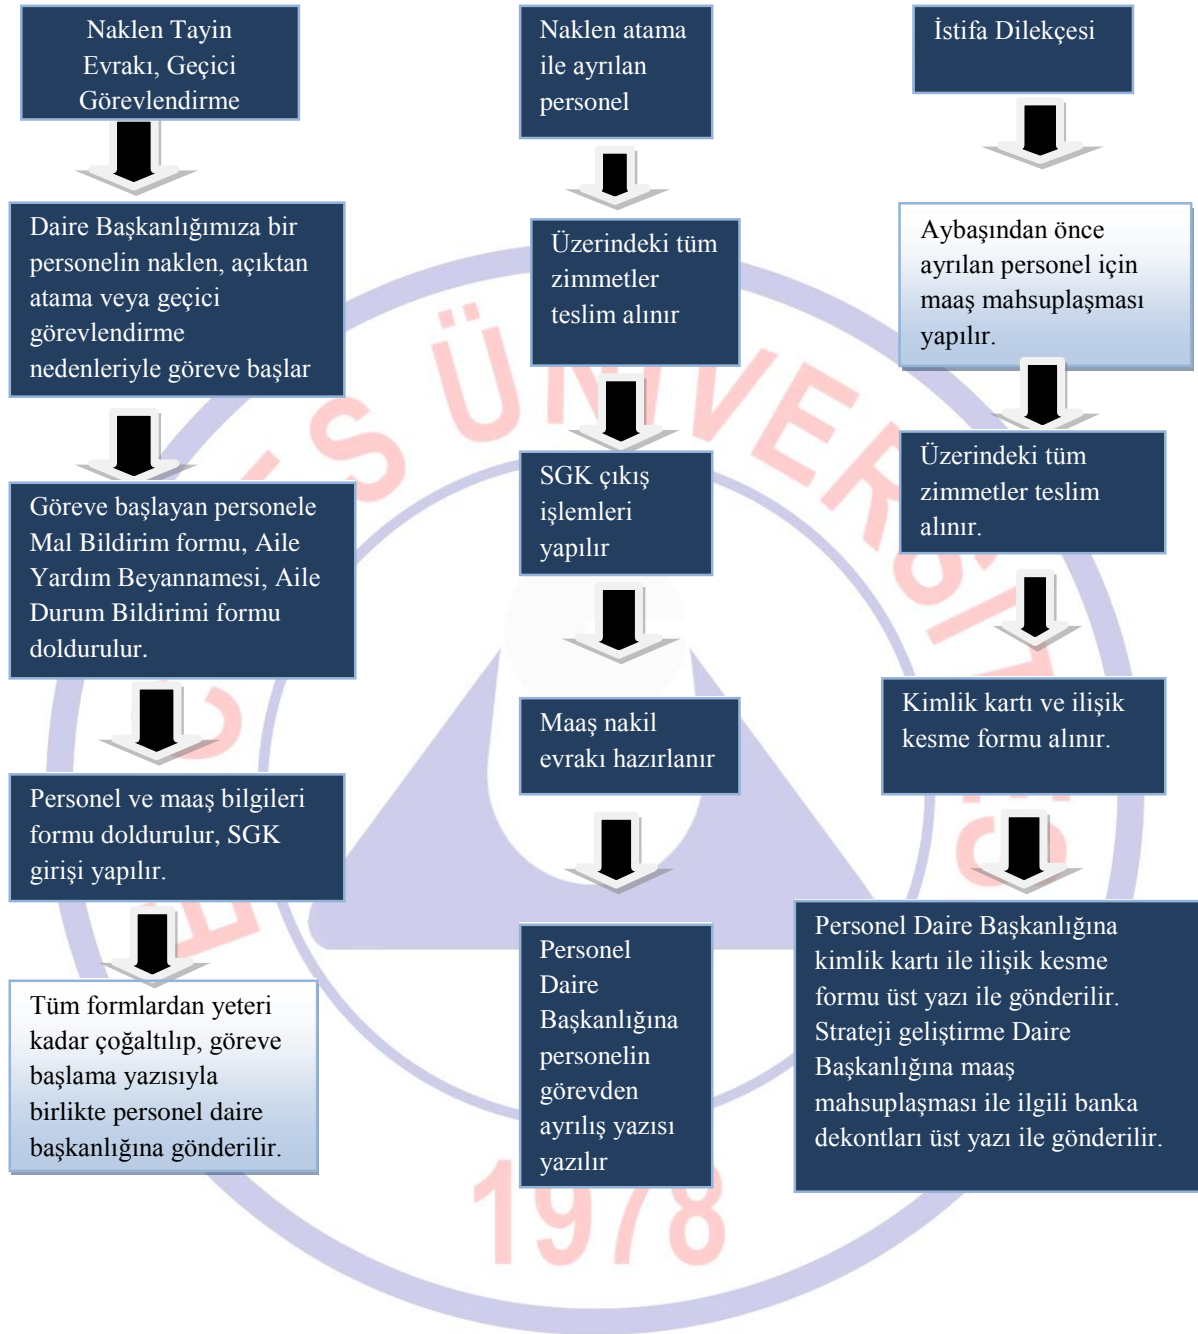 Naklen Tayin
Evrakı, Geçici
Görevlendirme
Daire Başkanlığımıza bir
personelin naklen, açıktan
atama veya geçici
görevlendirme
nedenleriyle göreve başlar
Göreve başlayan personele
Mal Bildirim formu, Aile
Yardım Beyannamesi, Aile
Durum Bildirimi formu
doldurulur.
Personel ve maaş bilgileri
formu doldurulur, SGK
girişi yapılır.
Tüm formlardan yeteri
kadar çoğaltılıp, göreve
başlama yazısıyla
birlikte personel daire
başkanlığına gönderilir.
Naklen atama
ile ayrılan
personel
Üzerindeki tüm
zimmetler
teslim alınır
SGK çıkış
işlemleri
yapılır
Maaş nakil
evrakı hazırlanır
Personel
Daire
Başkanlığına
personelin
görevden
ayrılış yazısı
yazılır
İstifa Dilekçesi
Aybaşından önce
ayrılan personel için
maaş mahsuplaşması
yapılır.
Üzerindeki tüm
zimmetler teslim
alınır.
Kimlik kartı ve ilişik
kesme formu alınır.
Personel Daire Başkanlığına
kimlik kartı ile ilişik kesme
formu üst yazı ile gönderilir.
Strateji geliştirme Daire
Başkanlığına maaş
mahsuplaşması ile ilgili banka
dekontları üst yazı ile gönderilir.
ÜNİVERSİTESİ
1978